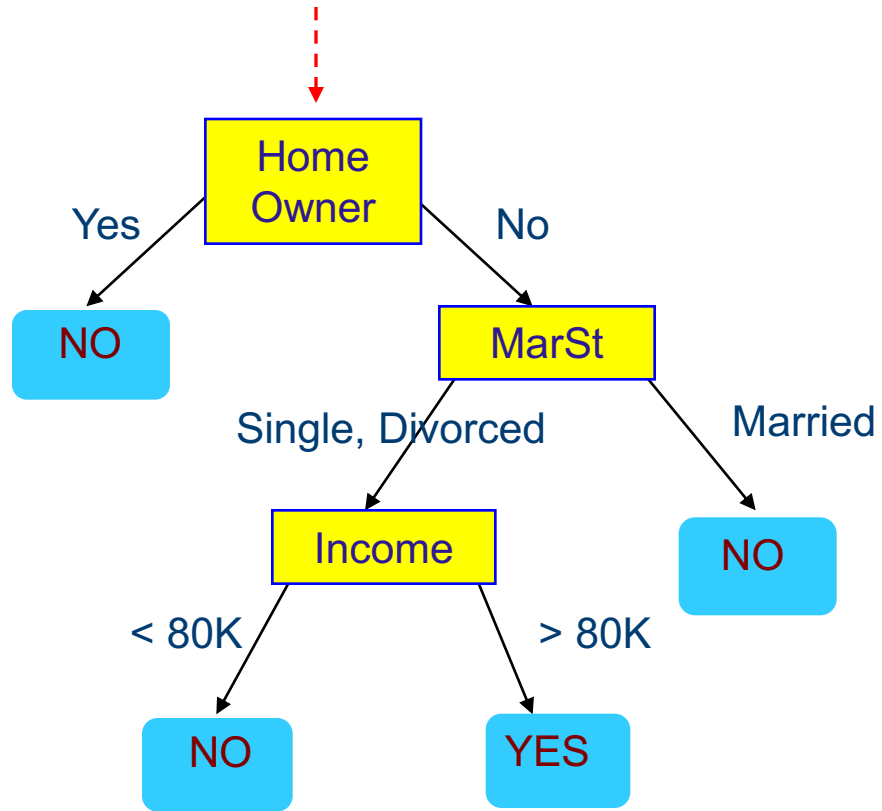 Home
Owner
Yes
No
NO
MarSt
Single, Divorced
Married
Income
NO
< 80K
> 80K
NO
YES